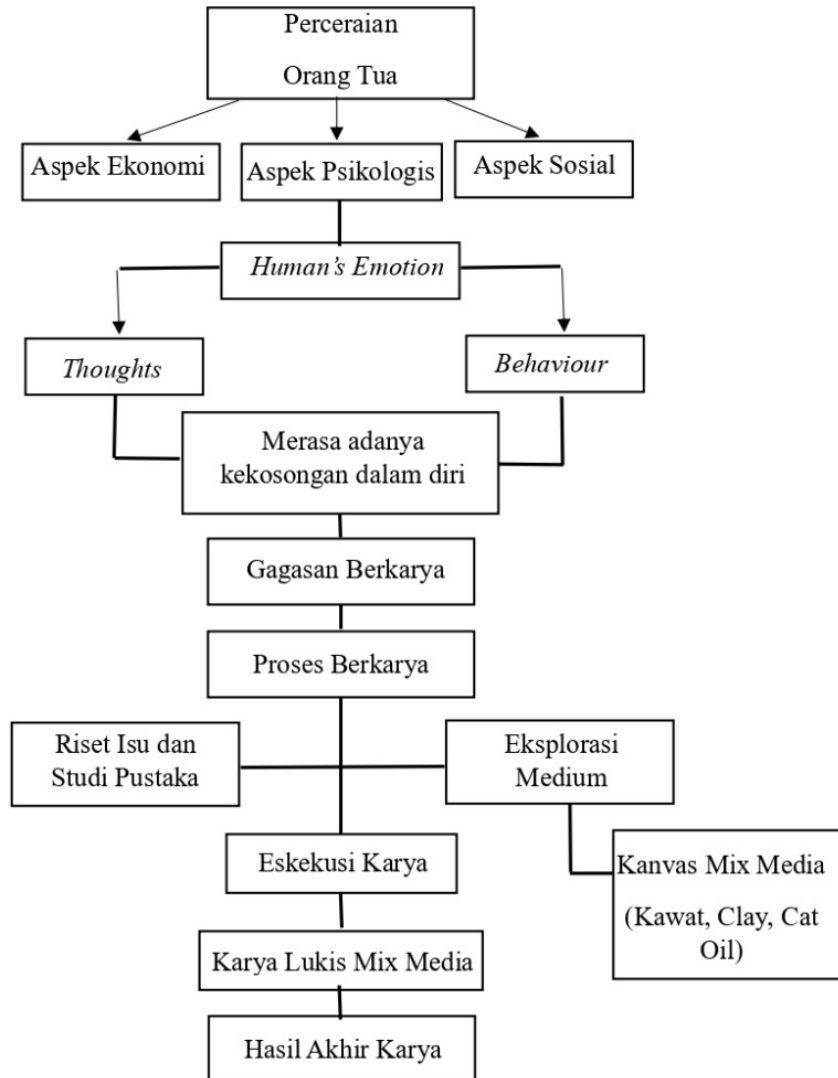 Perceraian
Orang Tua
Aspek Ekonomi
Aspek Psikologis
Aspek Sosial
Human's Emotion
Thoughts
Behaviour
Merasa adanya
kekosongan dalam diri
Gagasan Berkarya
Proses Berkarya
Riset Isu dan
Studi Pustaka
Eksplorasi
Medium
Eskekusi Karya
Kanvas Mix Media
(Kawat, Clay, Cat
Oil)
Karya Lukis Mix Media
Hasil Akhir Karya